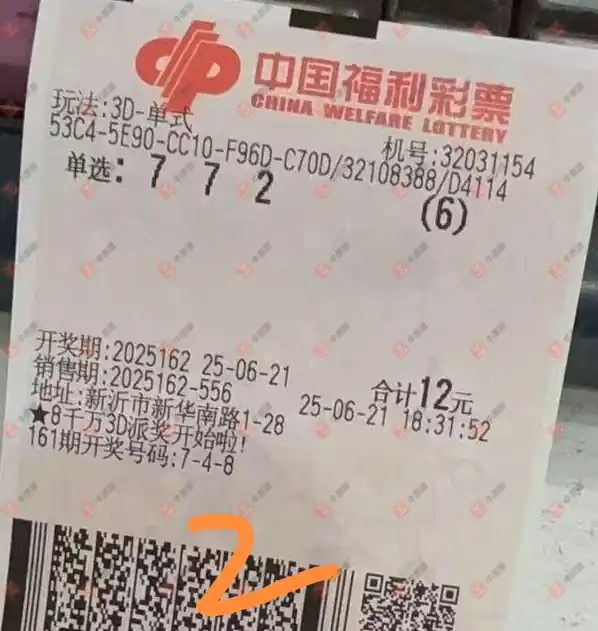 中国福利彩票
CHINA WELFARE LOTTERY
玩法:3D-单式
机号:32031154
53C4-5E90-CC10-F96D-C70D/32108388/D4114
单选: 7 7 2 (6)
开奖期:2025162 25-06-21
合计12元
销售期:2025162-556
25-06-21 18:31:52
地址:新沂市新华南路1-28
★8千万3D派奖开始啦!
161期开奖号码:7-4-8
2